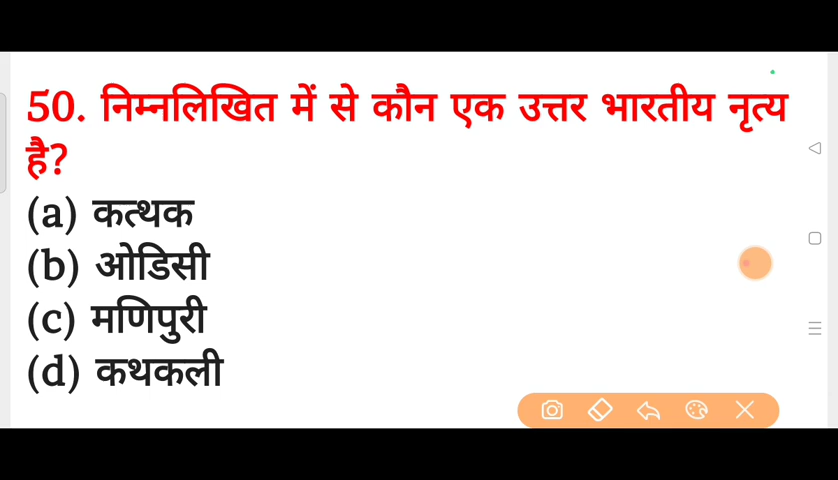 50. निम्नलिखित में से कौन एक उत्तर भारतीय नृत्य
है?
(a) कत्थक
(b) ओडिसी
(c) मणिपुरी
(d) कथकली